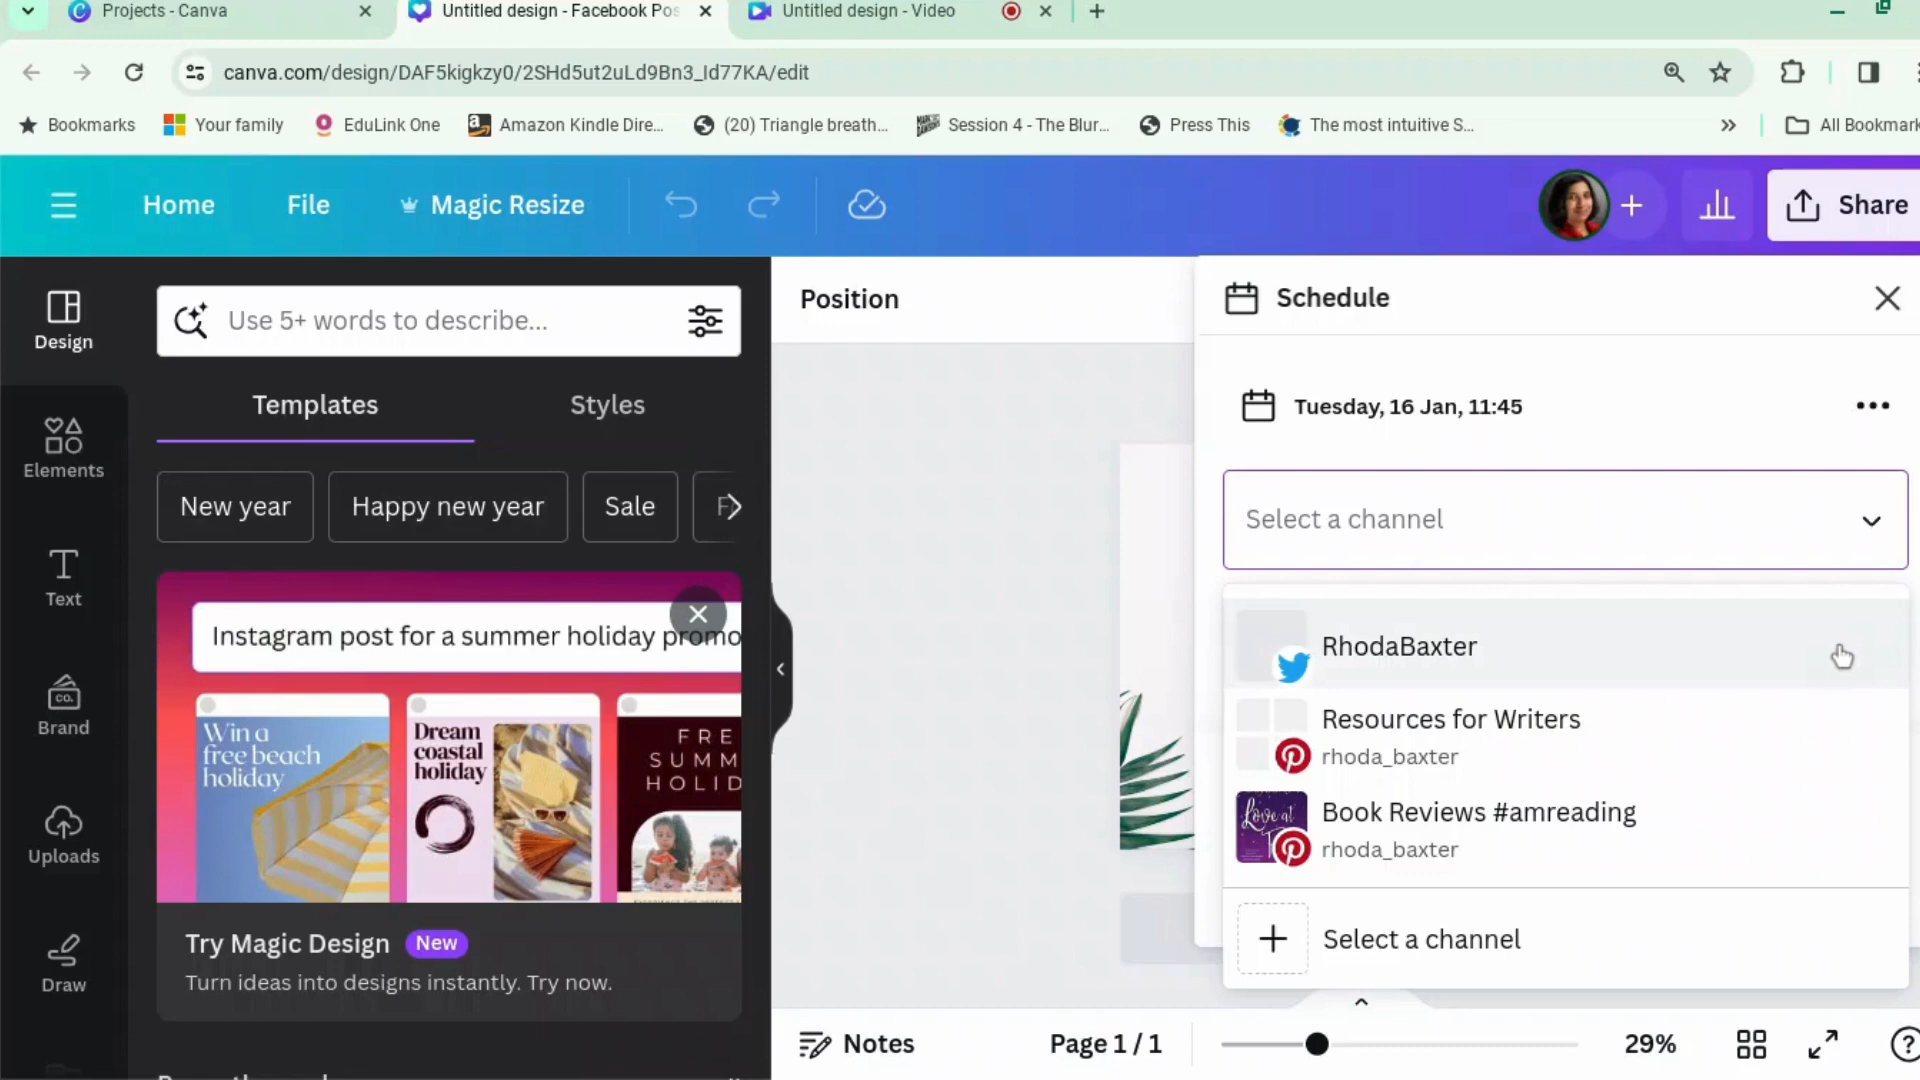 Projects - Canva
Untitled design - Facebook Pos
Untitled design - Video
canva.com/design/DAF5kigkzy0/2SHd5ut2uLd9Bn3_Id77KA/edit
Bookmarks
Your family
EduLink One
Amazon Kindle Dire...
(20) Triangle breath...
Session 4 - The Blur...
Press This
The most intuitive S...
All Bookmark
Home
File
Magic Resize
Share
Design
Use 5+ words to describe...
Position
Schedule
Templates
Styles
Tuesday, 16 Jan, 11:45
Elements
New year
Happy new year
Sale
Select a channel
Text
Instagram post for a summer holiday promo
RhodaBaxter
Brand
CO.
Win a
free beach
holiday
Dream
coastal
holiday
FRE
SUMM
HOLID
Resources for Writers
rhoda_baxter
Love at
Book Reviews #amreading
rhoda_baxter
Uploads
Try Magic Design New
Turn ideas into designs instantly. Try now.
Select a channel
Draw
Notes
Page 1 / 1
29%